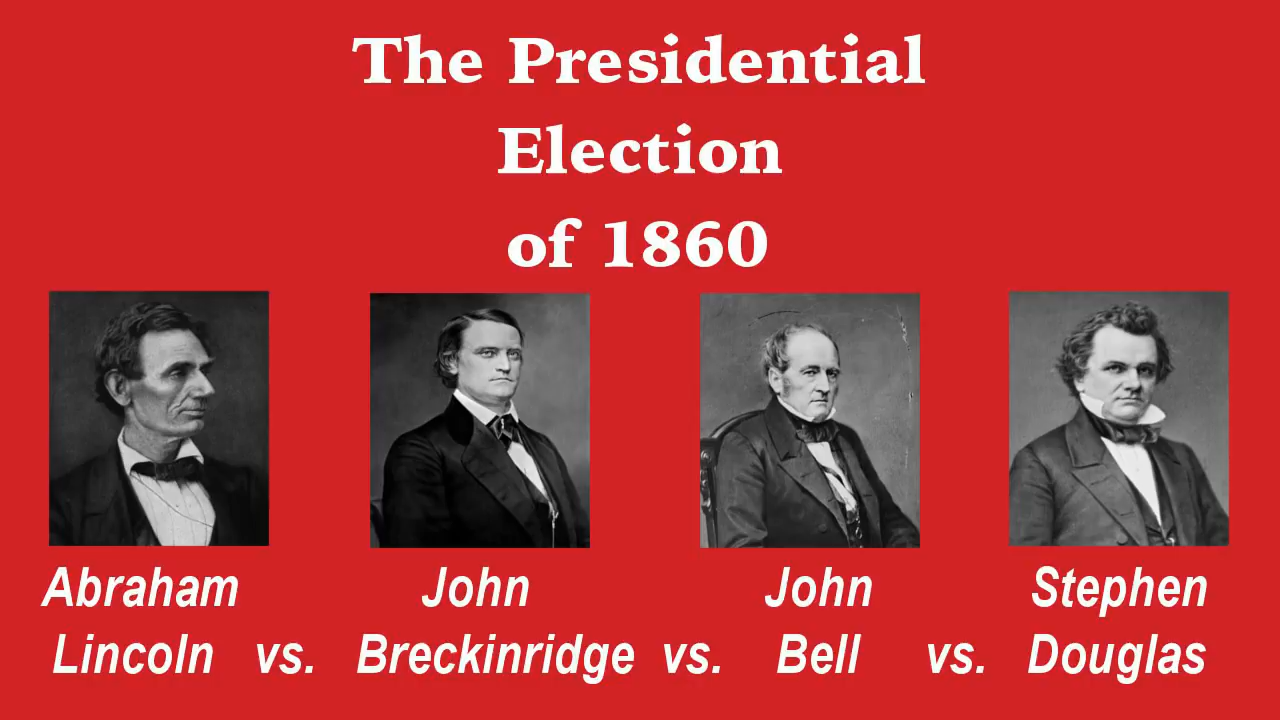 The Presidential
Election
of 1860
Abraham John John Stephen
Lincoln vs. Breckinridge vs. Bell vs. Douglas